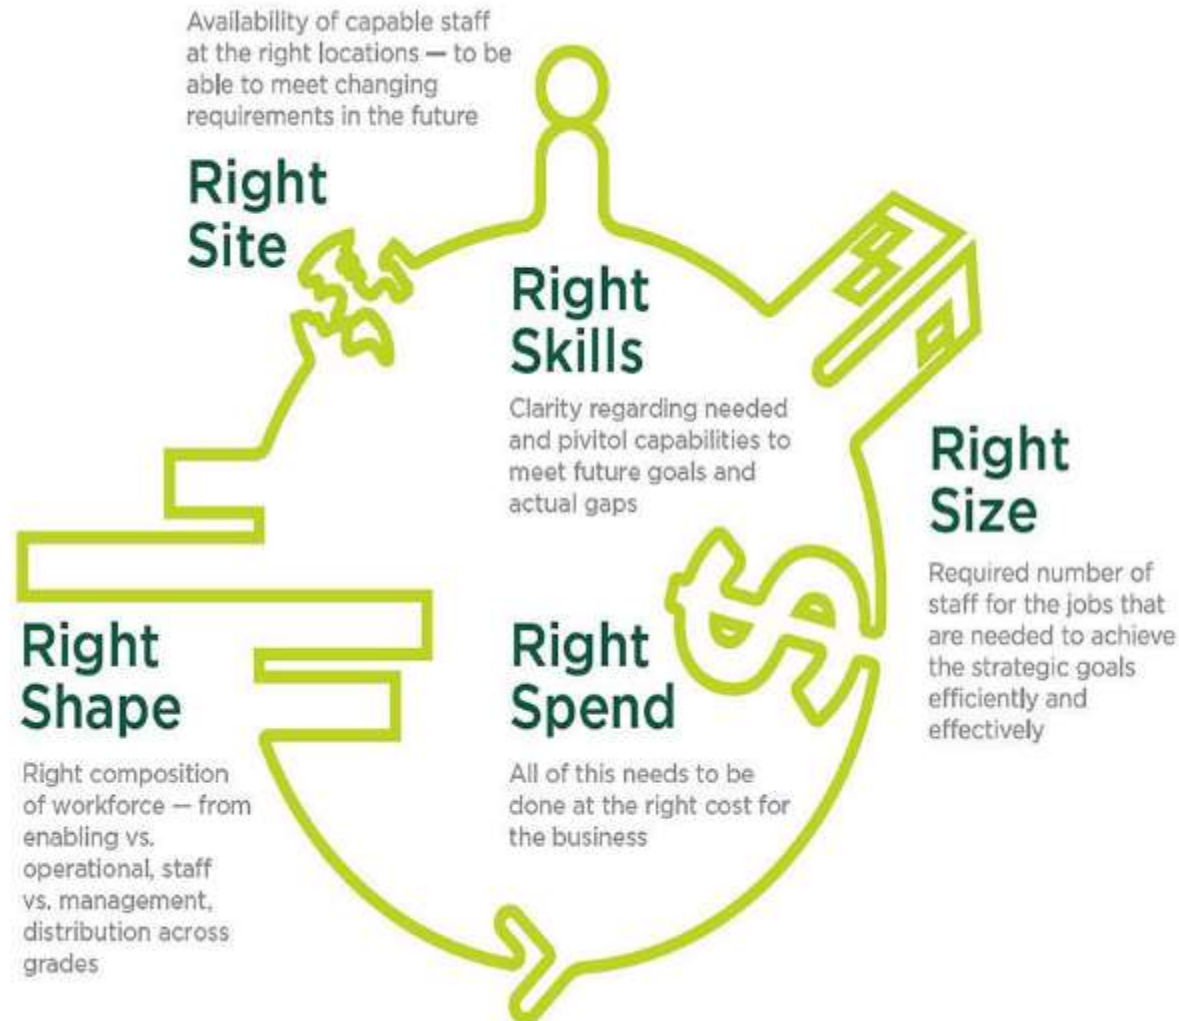 Availability of capable staff
at the right locations — to be
able to meet changing
requirements in the future
Right
Site
Right
Skills
Clarity regarding needed
and pivitol capabilities to
meet future goals and
actual gaps
Right
Size
Required number of
staff for the jobs that
are needed to achieve
the strategic goals
efficiently and
effectively
Right
Shape
Right composition
of workforce — from
enabling vs.
operational, staff
vs. management,
distribution across
grades
Right
Spend
All of this needs to be
done at the right cost for
the business